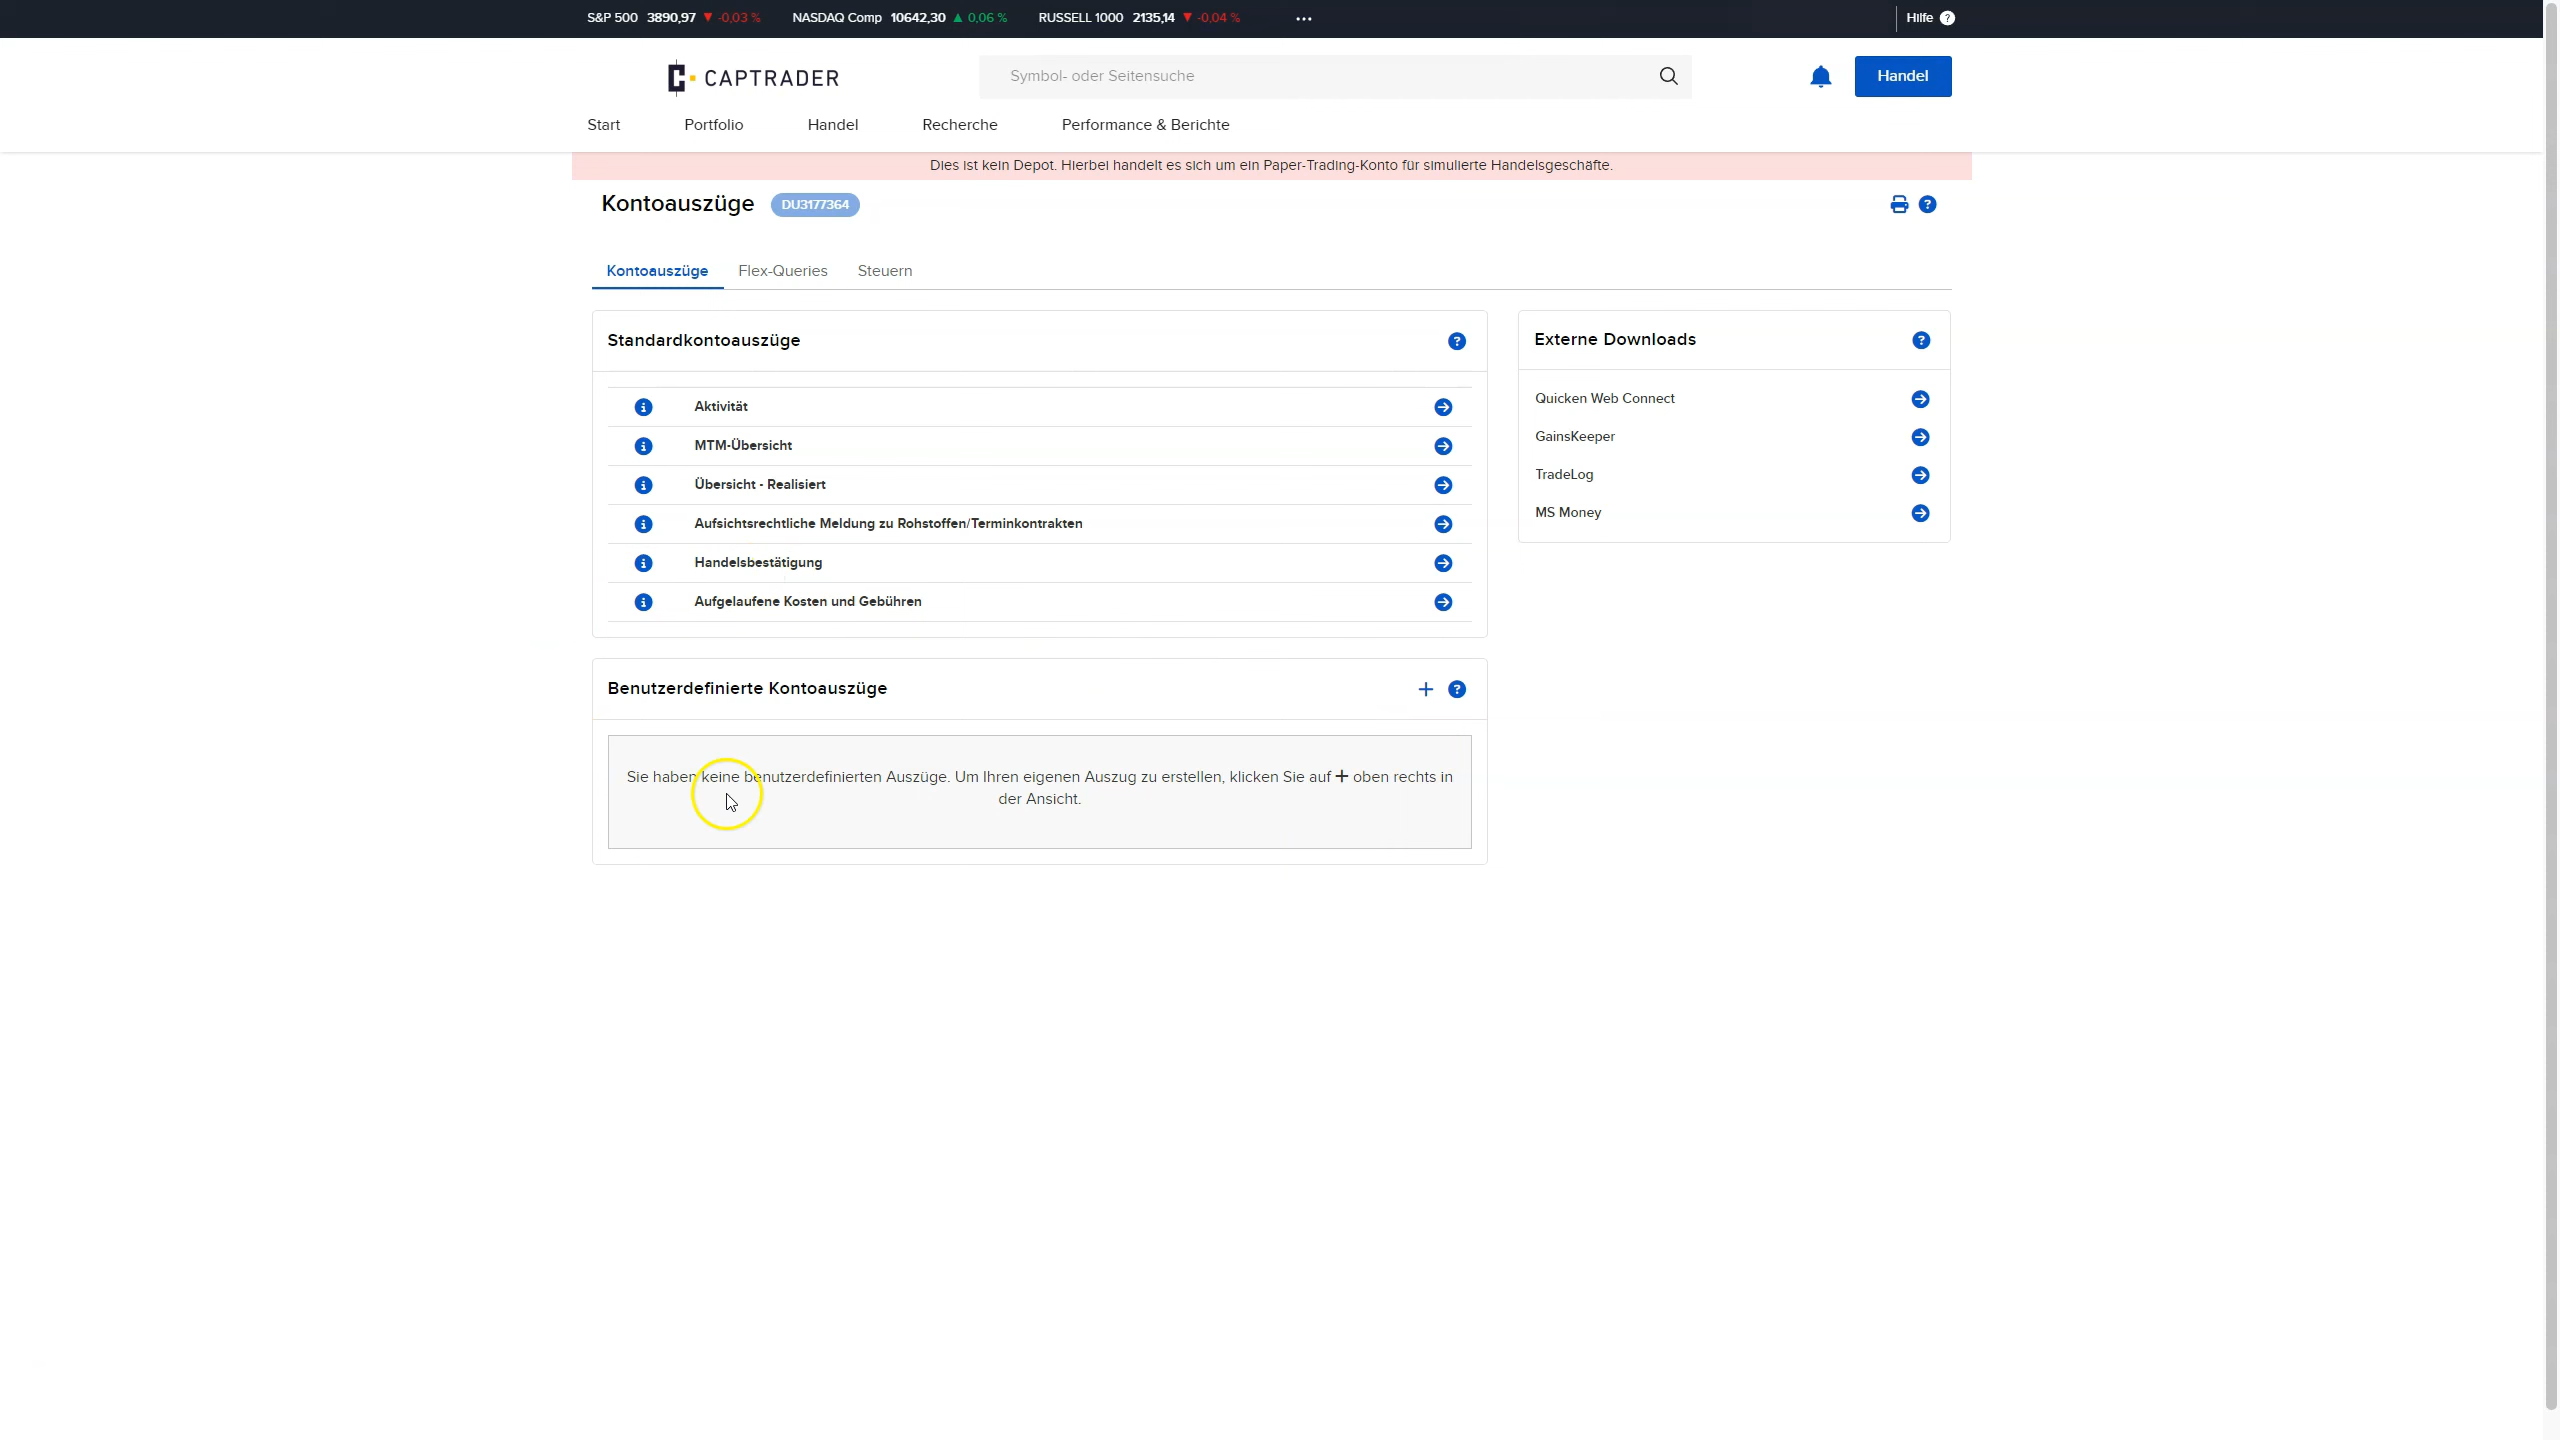 S&P 500 3890,97 ▼ -0,03 % NASDAQ Comp 10642,30 ▲ 0,06 % RUSSELL 1000 2135,14 ▼ -0,04 % ••• Hilfe ?
CAPTRADER
Symbol- oder Seitensuche
Handel
Start Portfolio Handel Recherche Performance & Berichte
Dies ist kein Depot. Hierbei handelt es sich um ein Paper-Trading-Konto für simulierte Handelsgeschäfte.
Kontoauszüge DU3177364
Kontoauszüge Flex-Queries Steuern
Standardkontoauszüge
Aktivität
MTM-Übersicht
Übersicht - Realisiert
Aufsichtsrechtliche Meldung zu Rohstoffen/Terminkontrakten
Handelsbestätigung
Aufgelaufene Kosten und Gebühren
Externe Downloads
Quicken Web Connect
GainsKeeper
TradeLog
MS Money
Benutzerdefinierte Kontoauszüge
Sie haben keine benutzerdefinierten Auszüge. Um Ihren eigenen Auszug zu erstellen, klicken Sie auf + oben rechts in
der Ansicht.